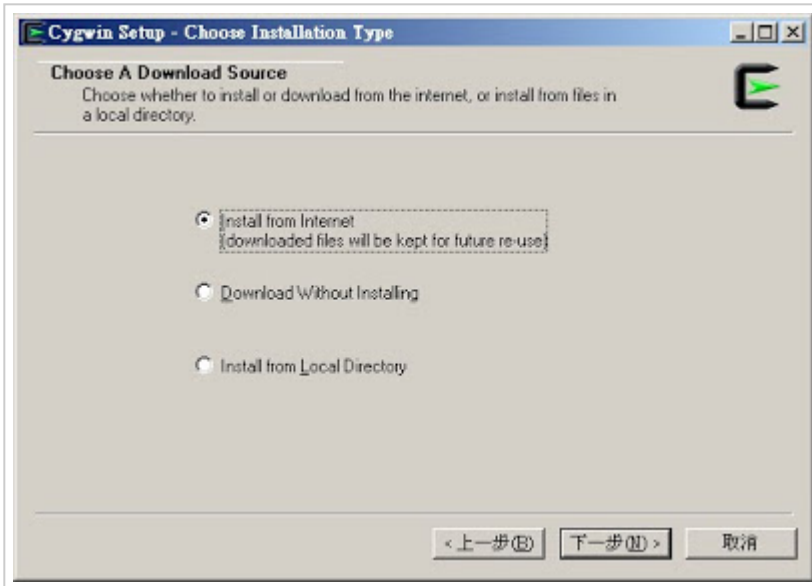 Cygwin Setup - Choose Installation Type
Choose A Download Source
Choose whether to install or download from the internet, or install from files in
a local directory.
Install from Internet
(downloaded files will be kept for future re-use)
Download Without Installing
Install from Local Directory
<上一步(B) 下一步(N)> 取消